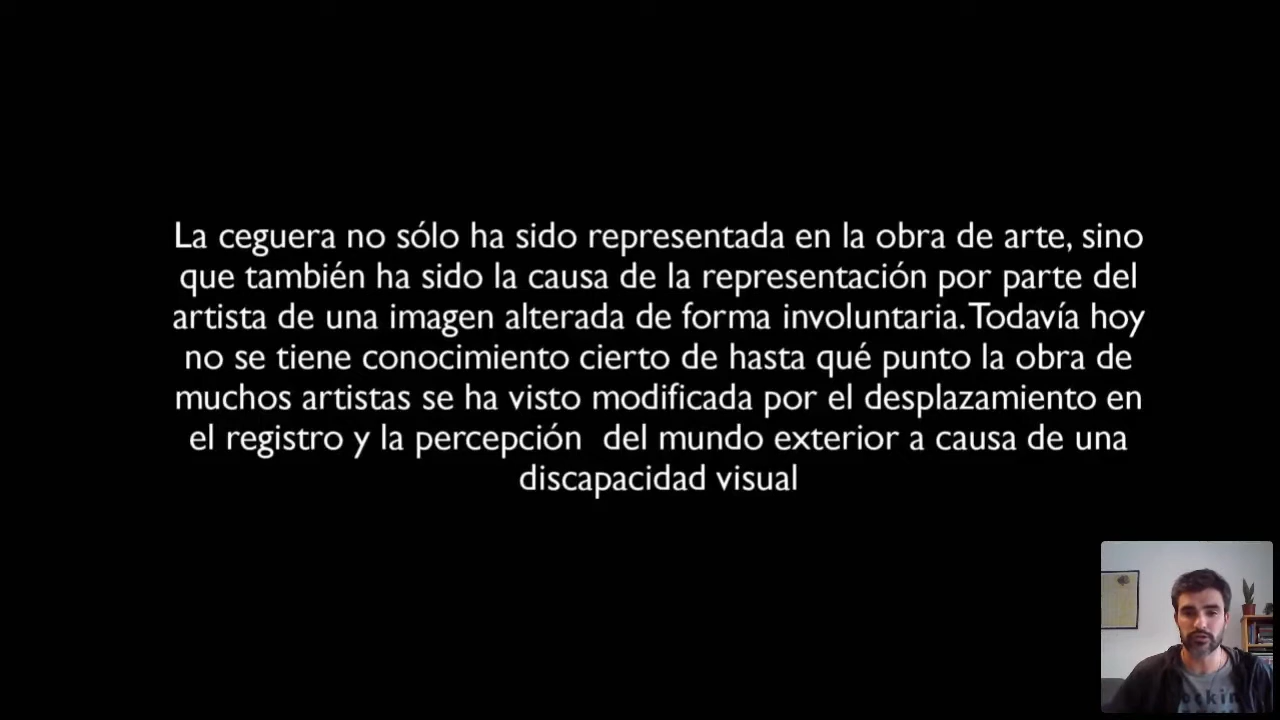 La ceguera no sólo ha sido representada en la obra de arte, sino
que también ha sido la causa de la representación por parte del
artista de una imagen alterada de forma involuntaria. Todavía hoy
no se tiene conocimiento cierto de hasta qué punto la obra de
muchos artistas se ha visto modificada por el desplazamiento en
el registro y la percepción  del mundo exterior a causa de una
discapacidad visual